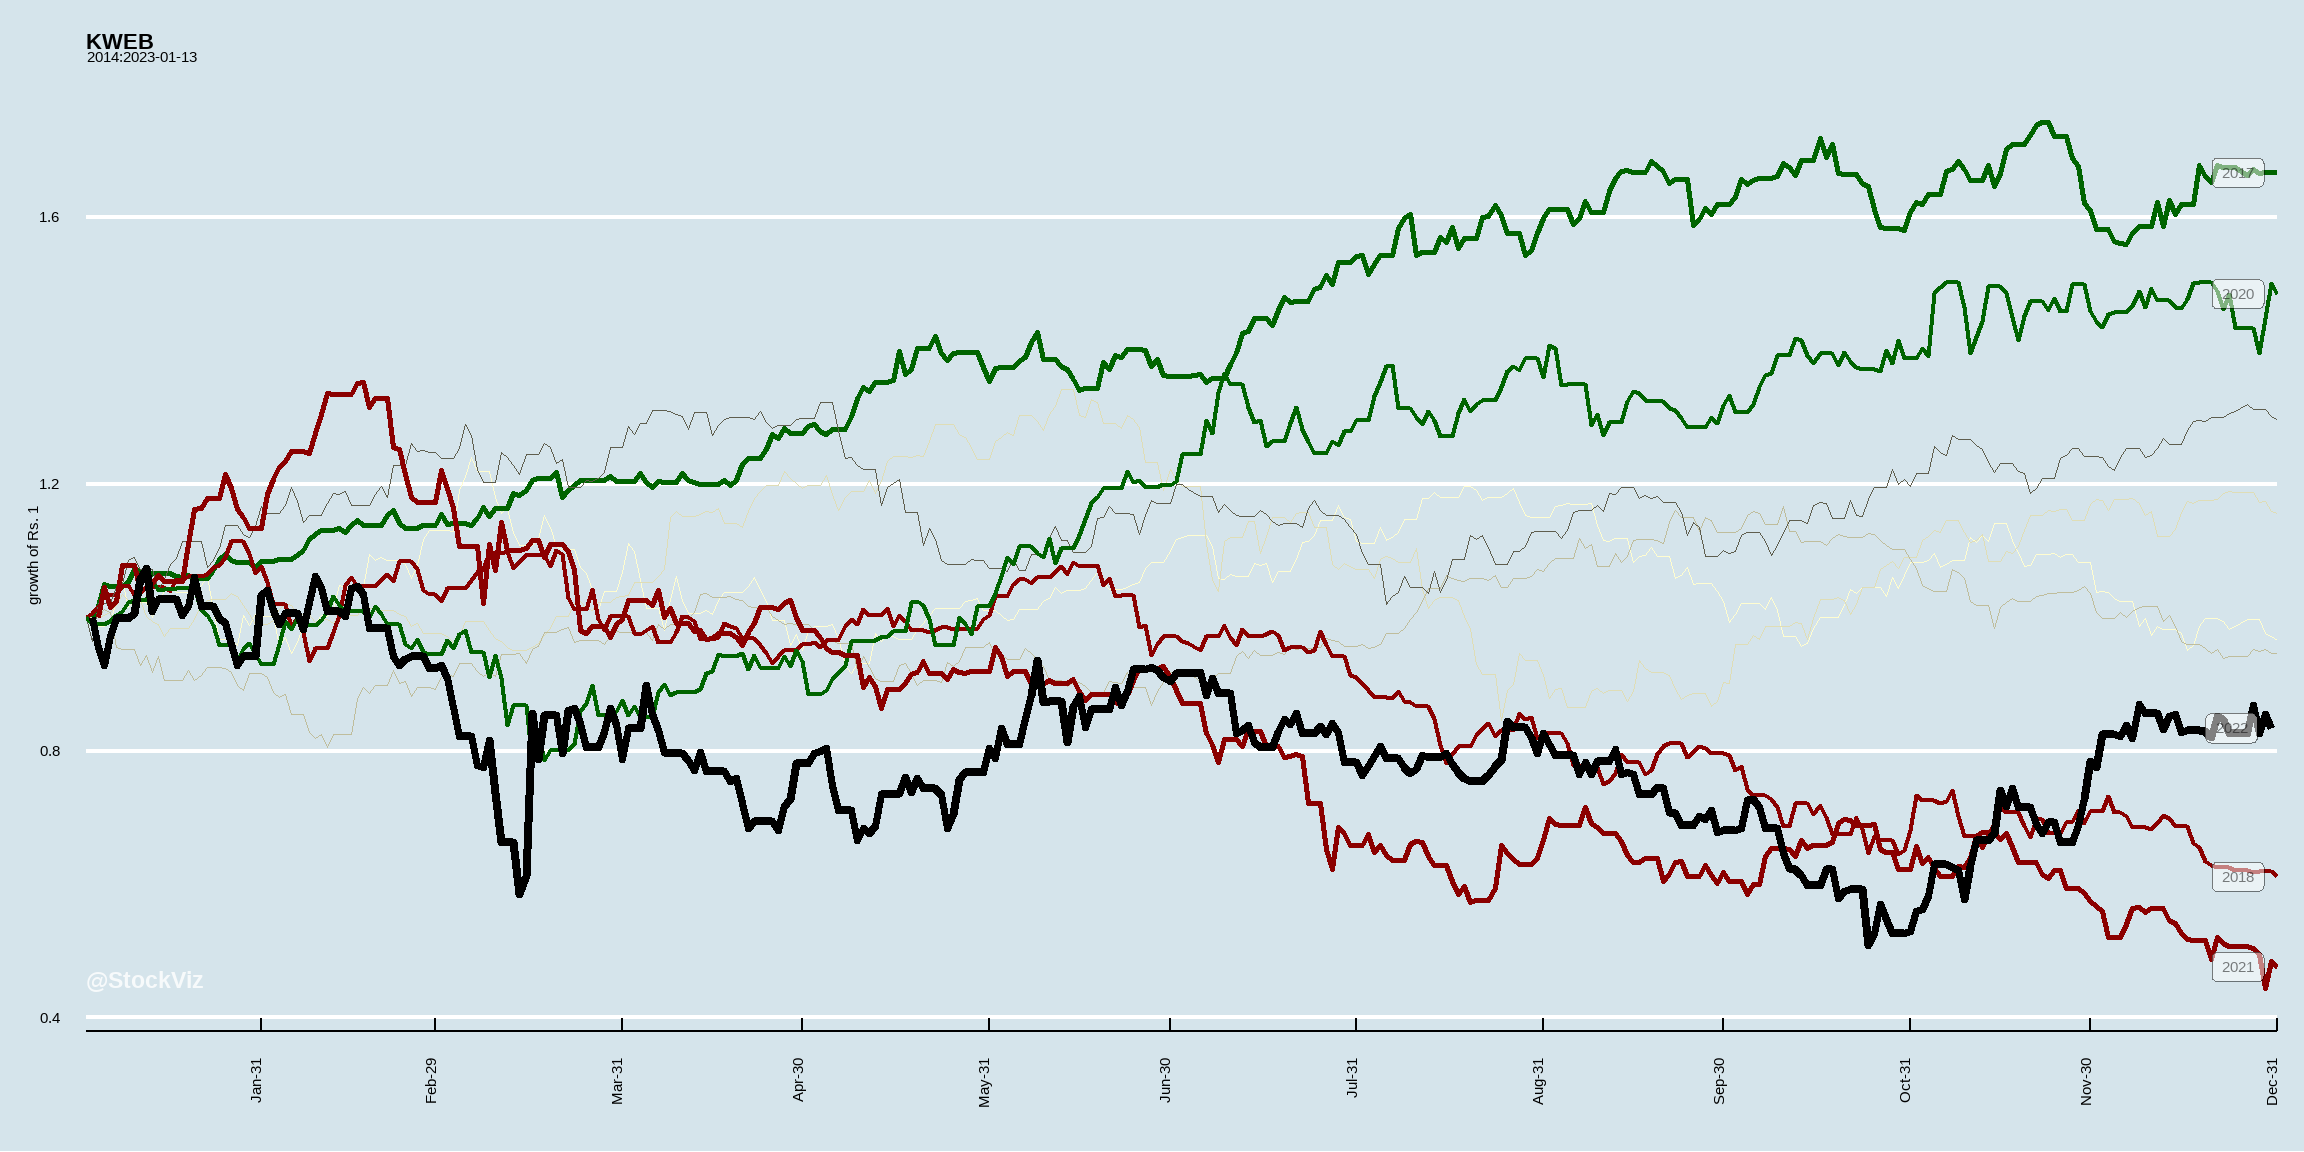 KWEB
2014:2023-01-13
growth of Rs. 1
1.6
1.2
0.8
0.4
2017
2020
2022
2018
2021
@StockViz
Jan-31
Feb-29
Mar-31
Apr-30
May-31
Jun-30
Jul-31
Aug-31
Sep-30
Oct-31
Nov-30
Dec-31